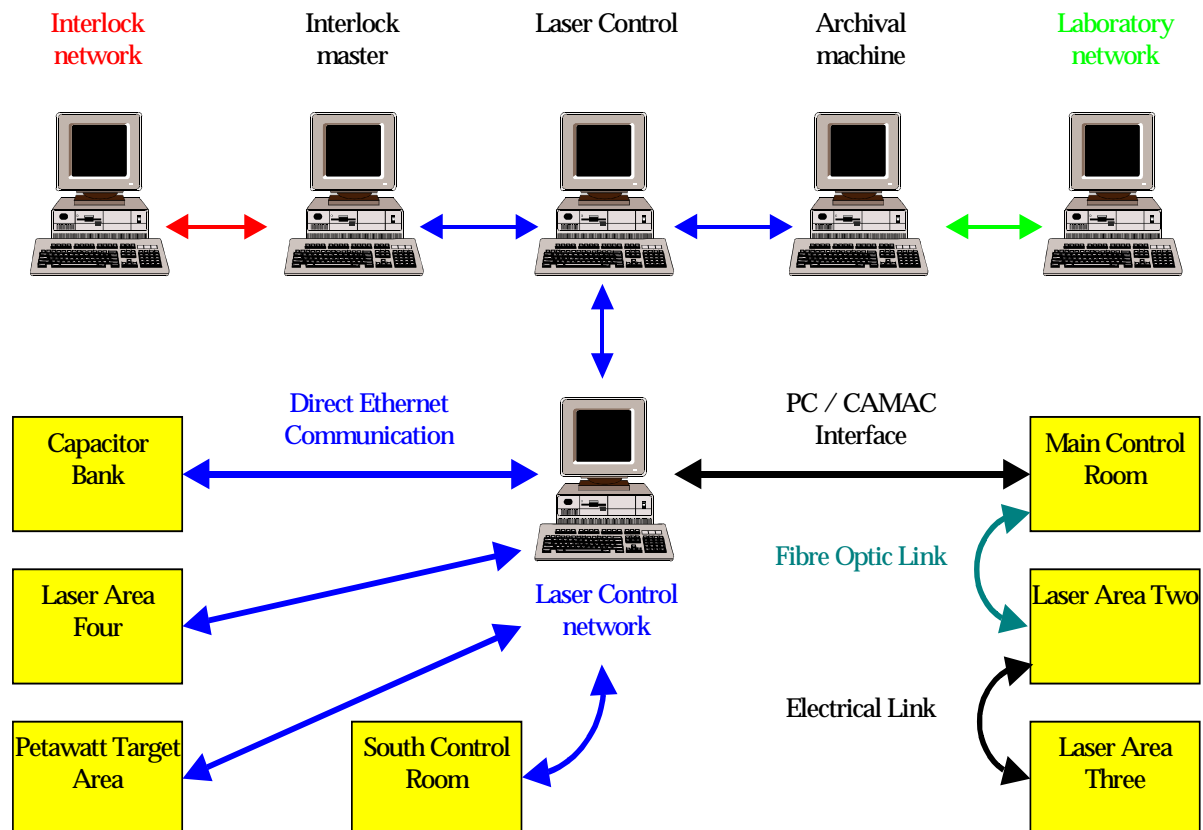 Interlock
network
Interlock
master
Laser Control
Archival
machine
Laboratory
network
Direct Ethernet
Communication
PC / CAMAC
Interface
Capacitor
Bank
Main Control
Room
Fibre Optic Link
Laser Area
Four
Laser Control
network
Laser Area Two
Electrical Link
Petawatt Target
Area
South Control
Room
Laser Area
Three